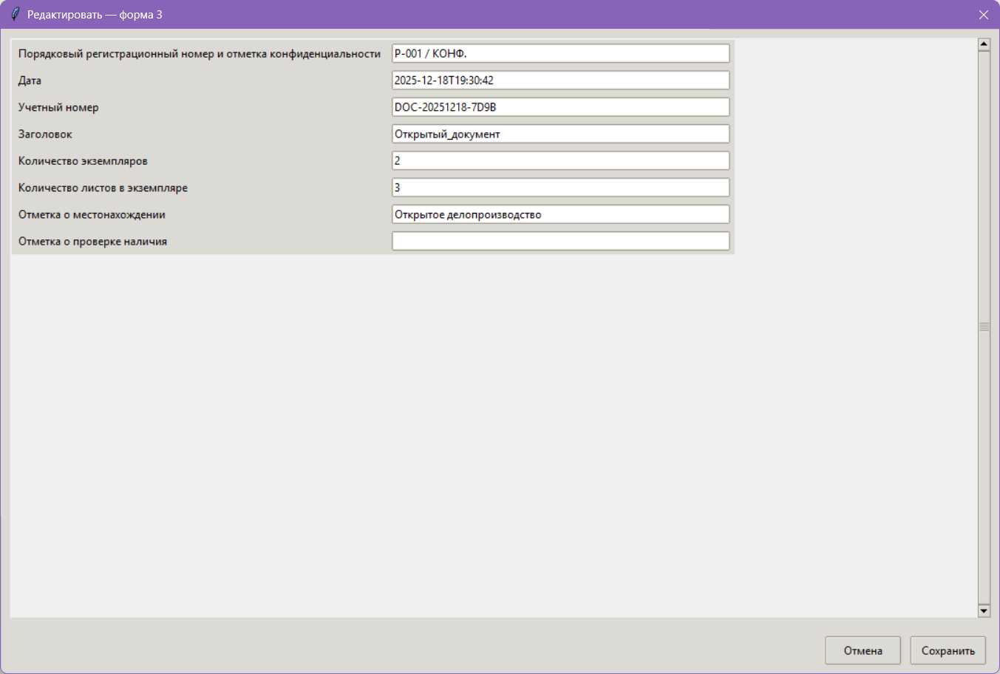 Редактировать — форма 3
Порядковый регистрационный номер и отметка конфиденциальности Р-001 / КОНФ.
Дата 2025-12-18T19:30:42
Учетный номер DOC-20251218-7D9B
Заголовок Открытый_документ
Количество экземпляров 2
Количество листов в экземпляре 3
Отметка о местонахождении Открытое делопроизводство
Отметка о проверке наличия
Отмена Сохранить